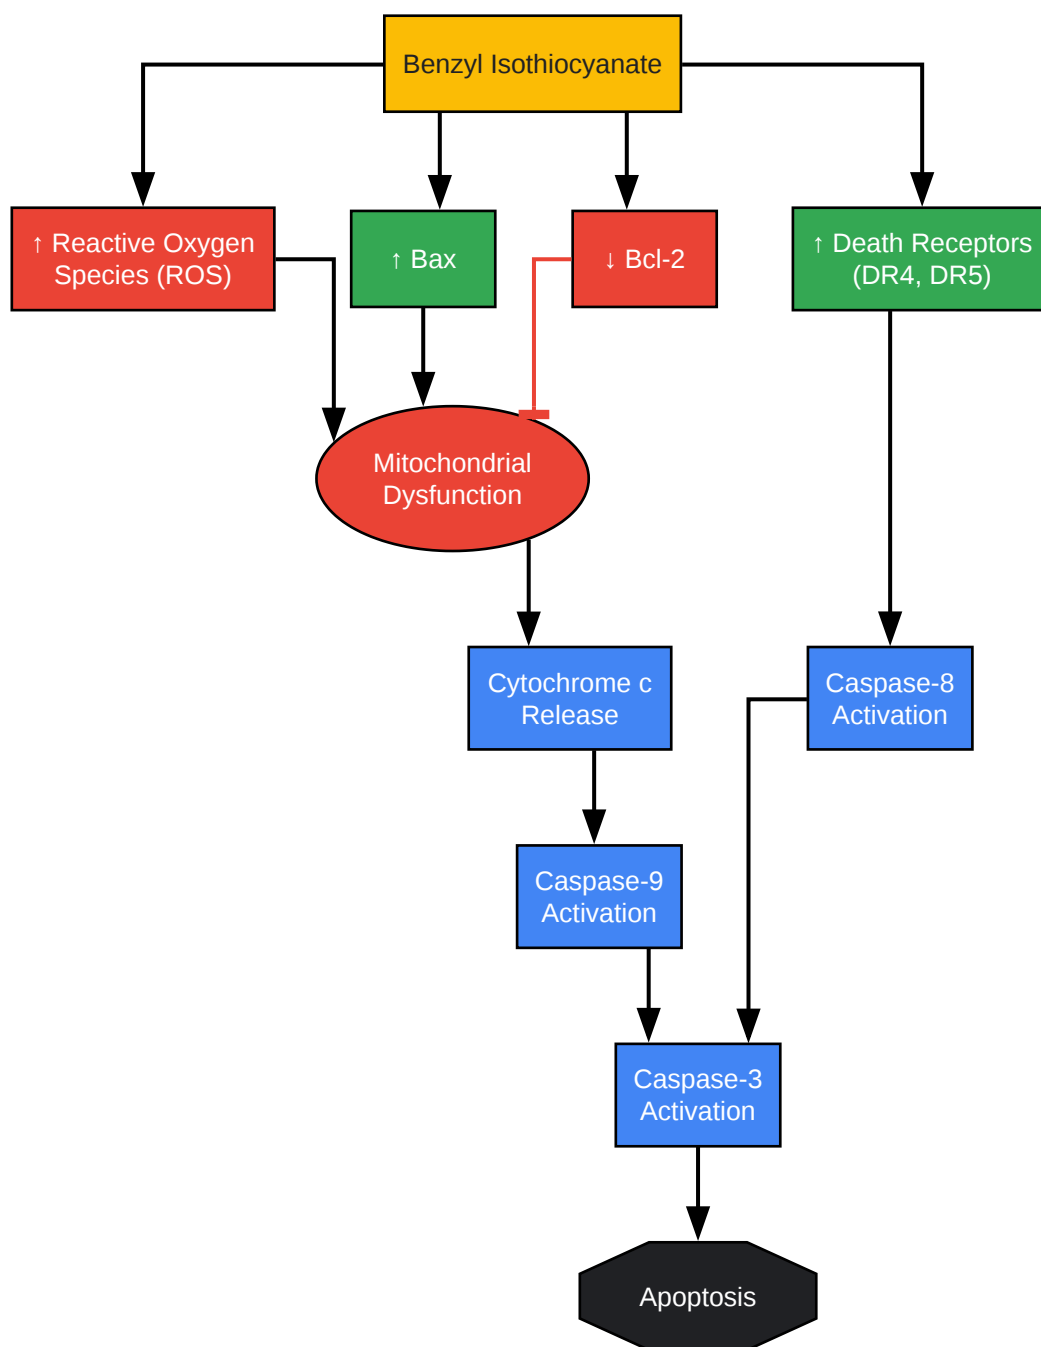 Benzyl Isothiocyanate
↑ Reactive Oxygen
Species (ROS)
↑ Bax
↓ Bcl-2
↑ Death Receptors
(DR4, DR5)
Mitochondrial
Dysfunction
Cytochrome c
Release
Caspase-8
Activation
Caspase-9
Activation
Caspase-3
Activation
Apoptosis